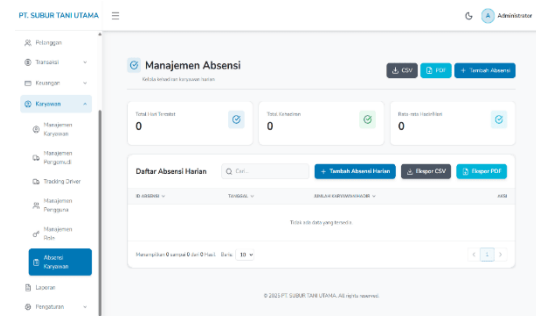 PT. SUBUR TANI UTAMA
Administrator
Pelanggan
Transaksi
Keuangan
Karyawan
Manajemen
Karyawan
Manajemen
Pengemudi
Tracking Driver
Manajemen
Pengguna
Manajemen
Role
Absensi
Karyawan
Laporan
Pengaturan
Manajemen Absensi
Kelola kehadiran karyawan harian
CSV
PDF
+ Tambah Absensi
Total Hari Tercatat
0
Total Kehadiran
0
Rata-rata Hadir/Hari
0
Daftar Absensi Harian
Cari...
+ Tambah Absensi Harian
Ekspor CSV
Ekspor PDF
ID ABSENSI
TANGGAL
JUMLAH KARYAWAN HADIR
AKSI
Tidak ada data yang tersedia
Menampilkan 0 sampai 0 dari 0 Hasil
Baris
10
1
© 2025 PT. SUBUR TANI UTAMA. All rights reserved.